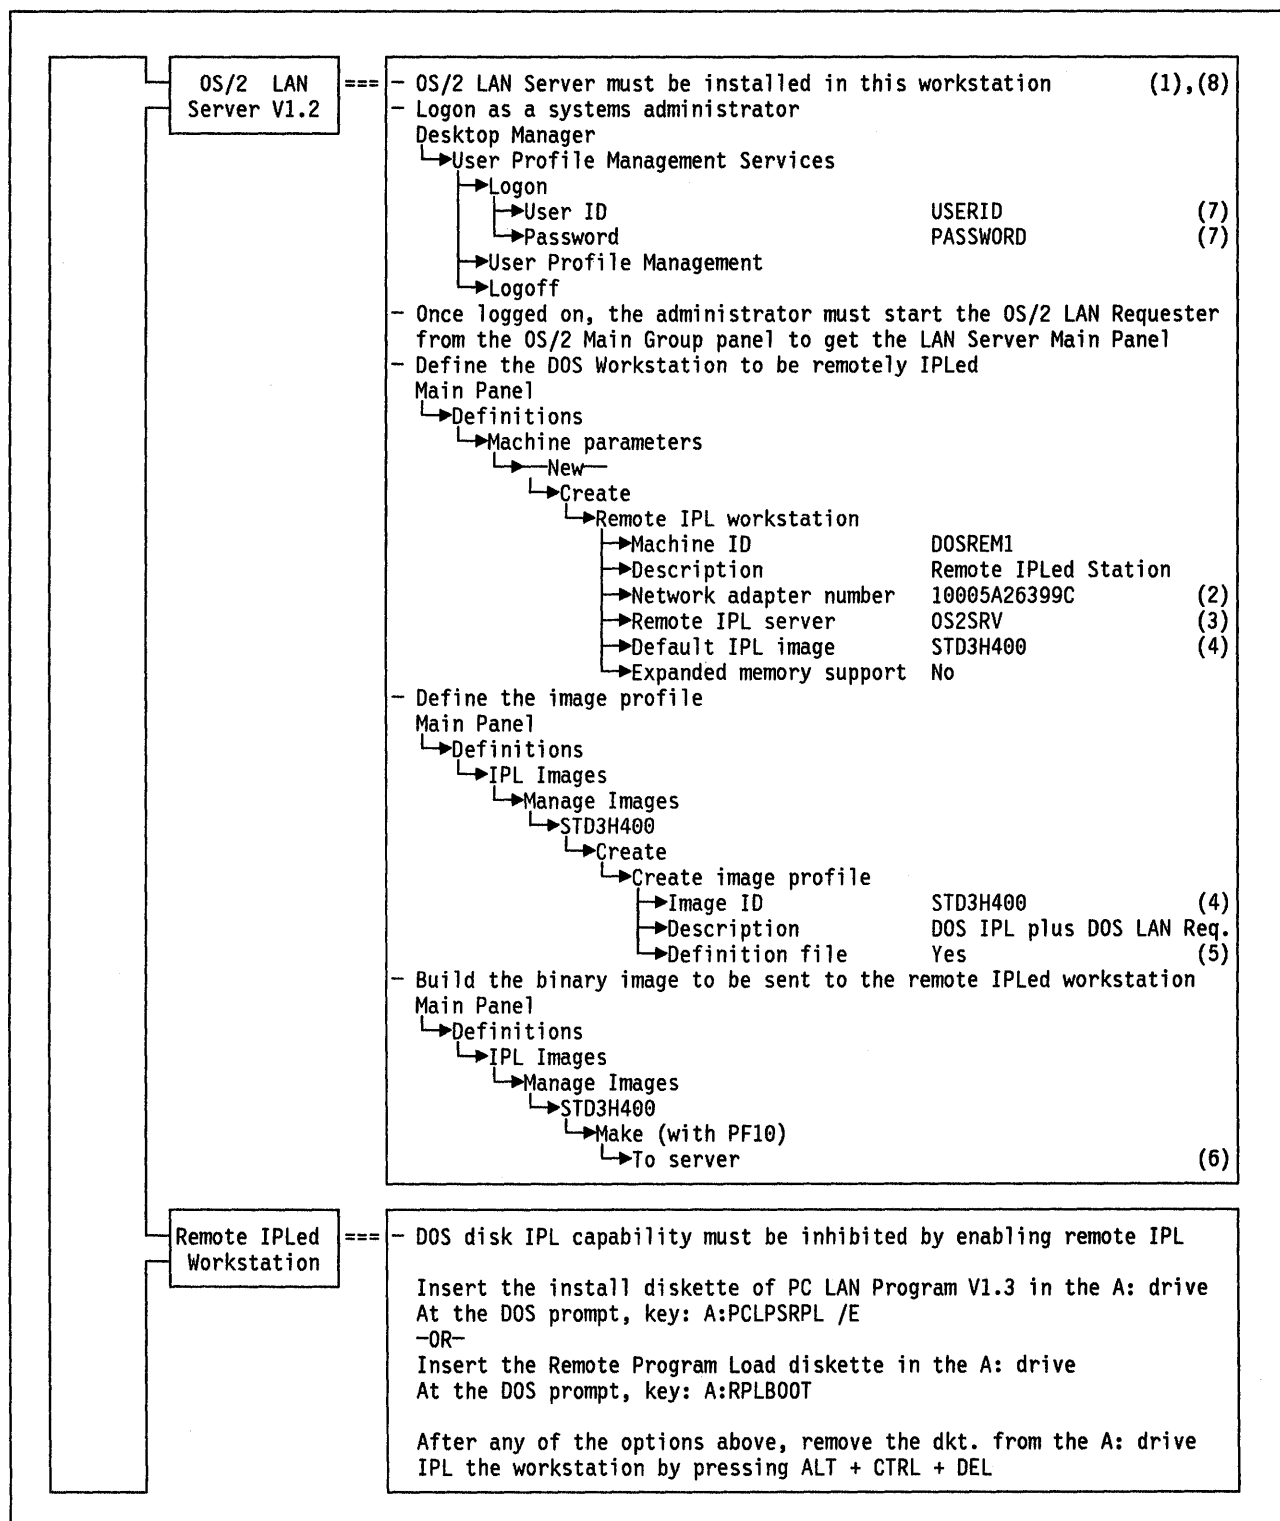 OS/2 LAN
Server V1.2
===
- OS/2 LAN Server must be installed in this workstation (1),(8)
- Logon as a systems administrator
Desktop Manager
User Profile Management Services
Logon
User ID USERID (7)
Password PASSWORD (7)
User Profile Management
Logoff
- Once logged on, the administrator must start the OS/2 LAN Requester
from the OS/2 Main Group panel to get the LAN Server Main Panel
- Define the DOS Workstation to be remotely IPLed
Main Panel
Definitions
Machine parameters
—New—
Create
Remote IPL workstation
Machine ID DOSREM1
Description Remote IPLed Station
Network adapter number 10005A26399C (2)
Remote IPL server OS2SRV (3)
Default IPL image STD3H400 (4)
Expanded memory support No
- Define the image profile
Main Panel
Definitions
IPL Images
Manage Images
STD3H400
Create
Create image profile
Image ID STD3H400 (4)
Description DOS IPL plus DOS LAN Req.
Definition file Yes (5)
- Build the binary image to be sent to the remote IPLed workstation
Main Panel
Definitions
IPL Images
Manage Images
STD3H400
Make (with PF10)
To server (6)
Remote IPLed
Workstation
===
- DOS disk IPL capability must be inhibited by enabling remote IPL
Insert the install diskette of PC LAN Program V1.3 in the A: drive
At the DOS prompt, key: A:PCLPSRPL /E
-OR-
Insert the Remote Program Load diskette in the A: drive
At the DOS prompt, key: A:RPLBOOT
After any of the options above, remove the dkt. from the A: drive
IPL the workstation by pressing ALT + CTRL + DEL